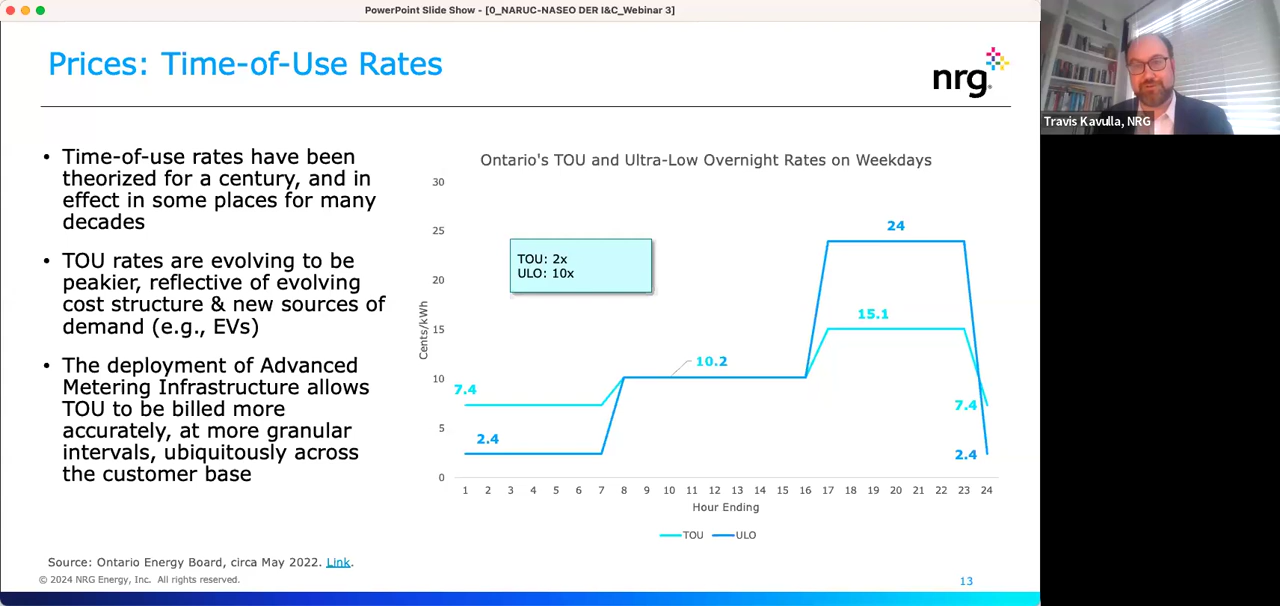 PowerPoint Slide Show - [0_NARUC-NASEO DER I&C_Webinar 3]
Prices: Time-of-Use Rates
nrg
Travis Kavulla, NRG
• Time-of-use rates have been
theorized for a century, and in
effect in some places for many
decades
• TOU rates are evolving to be
peakier, reflective of evolving
cost structure & new sources of
demand (e.g., EVs)
• The deployment of Advanced
Metering Infrastructure allows
TOU to be billed more
accurately, at more granular
intervals, ubiquitously across
the customer base
Ontario's TOU and Ultra-Low Overnight Rates on Weekdays
30
25
20
15
10
5
0
Cents/kWh
TOU: 2x
ULO: 10x
24
15.1
10.2
7.4
7.4
2.4
2.4
1 2 3 4 5 6 7 8 9 10 11 12 13 14 15 16 17 18 19 20 21 22 23 24
Hour Ending
TOU ULO
Source: Ontario Energy Board, circa May 2022. Link.
© 2024 NRG Energy, Inc. All rights reserved.
13